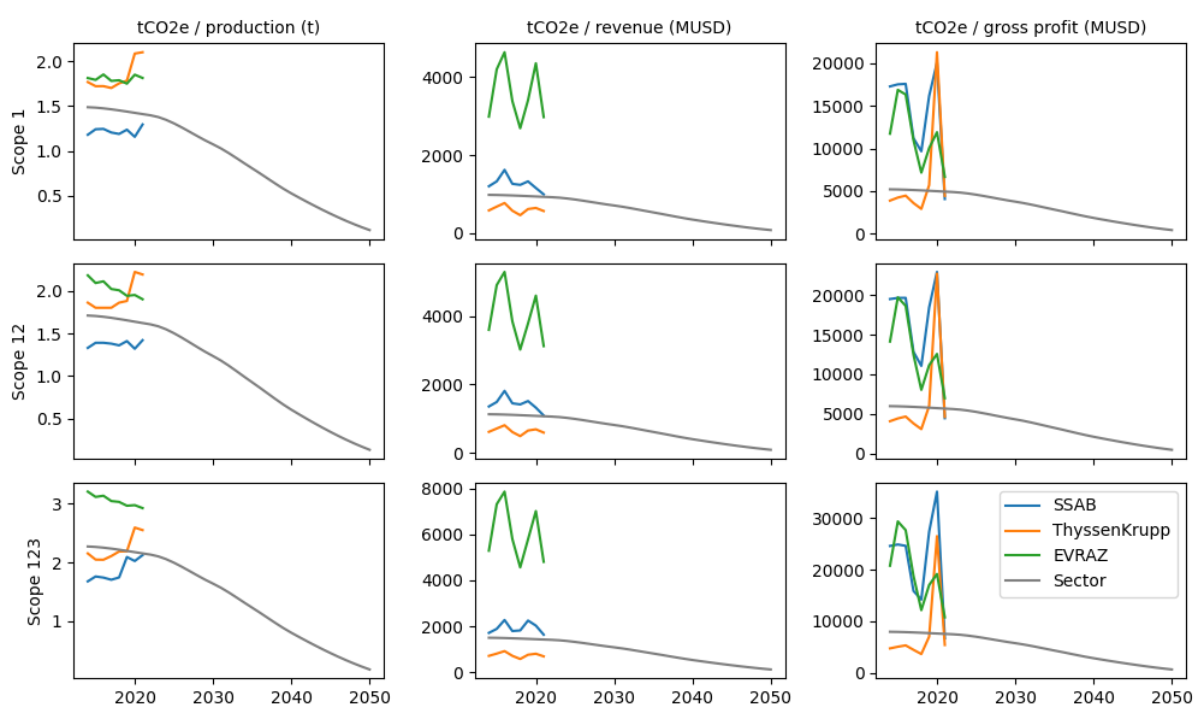 tCO2e / production (t)
tCO2e / revenue (MUSD)
tCO2e / gross profit (MUSD)
Scope 1
2.0
1.5
1.0
0.5
4000
2000
0
20000
15000
10000
5000
0
Scope 12
2.0
1.5
1.0
0.5
4000
2000
0
20000
15000
10000
5000
0
Scope 123
3
2
1
2020 2030 2040 2050
8000
6000
4000
2000
0
2020 2030 2040 2050
30000
20000
10000
0
2020 2030 2040 2050
SSAB
ThyssenKrupp
EVRAZ
Sector